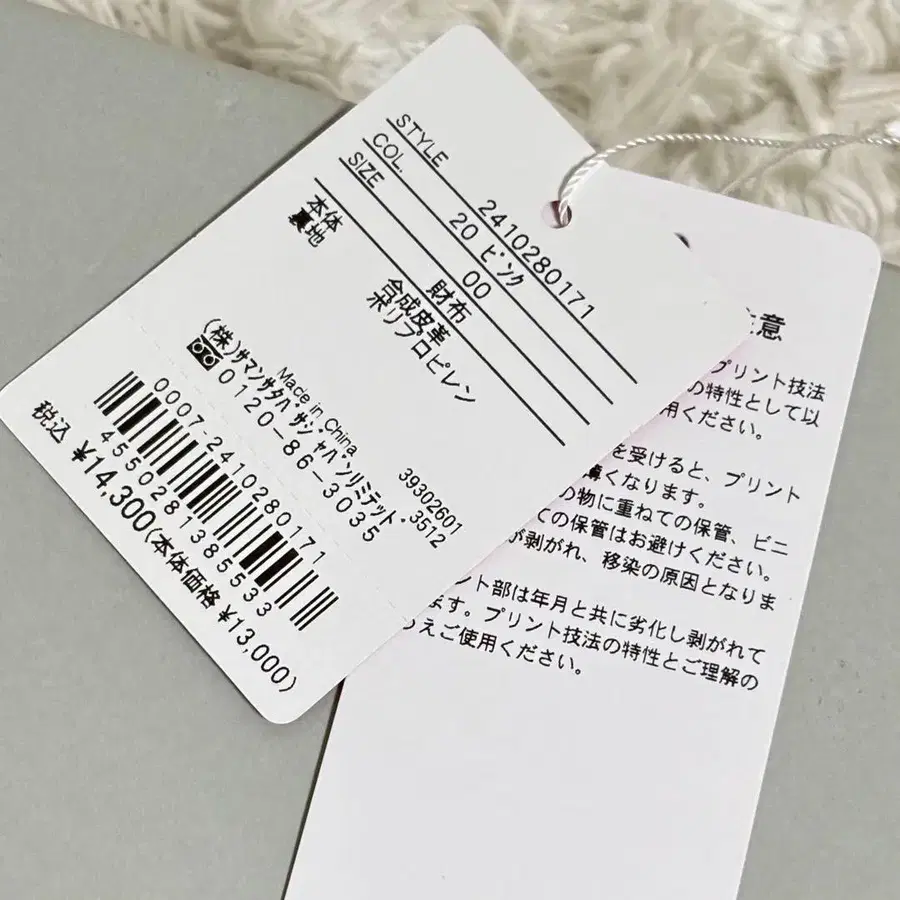 STYLE 2410280171
COL. 20 ピンク
SIZE 00
財布
本体 合成皮革
裏地 ポリプロピレン
Made in China
39302601
(株)サマンサタバサジャパンリミテッド・3512
0120-86-3035
0007-2410280171
4550281385533
税込 ¥14,300(本体価格 ¥13,000)
意
プリント技法
の特性として以
用ください。
を受けると、プリント
薄くなります。
の物に重ねての保管、ビニ
ての保管はお避けください。
が剥がれ、移染の原因となりま
ント部は年月と共に劣化し剥がれて
ます。プリント技法の特性とご理解の
うえご使用ください。